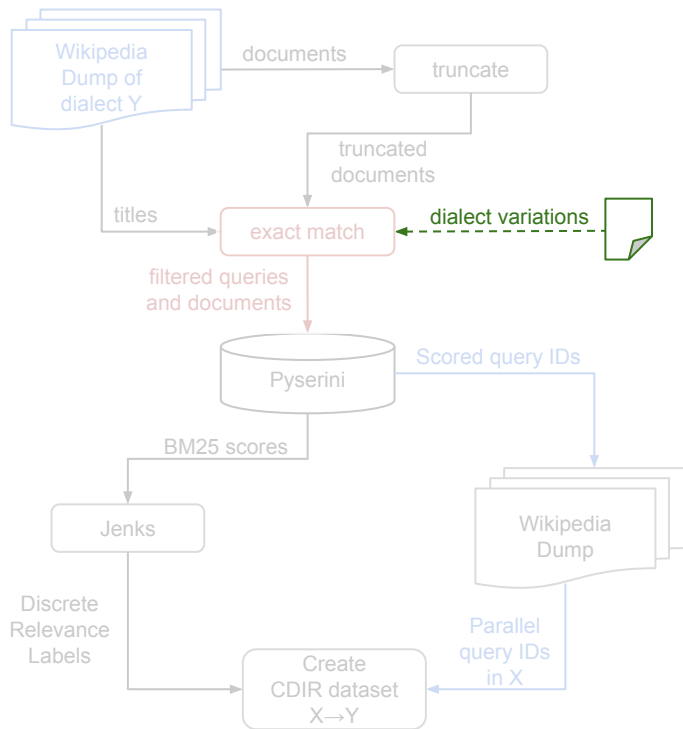 Wikipedia
Dump of
dialect Y
documents
truncate
truncated
documents
titles
exact match
dialect variations
filtered queries
and documents
Pyserini
Scored query IDs
BM25 scores
Jenks
Wikipedia
Dump
Discrete
Relevance
Labels
Parallel
query IDs
in X
Create
CDIR dataset
X→Y